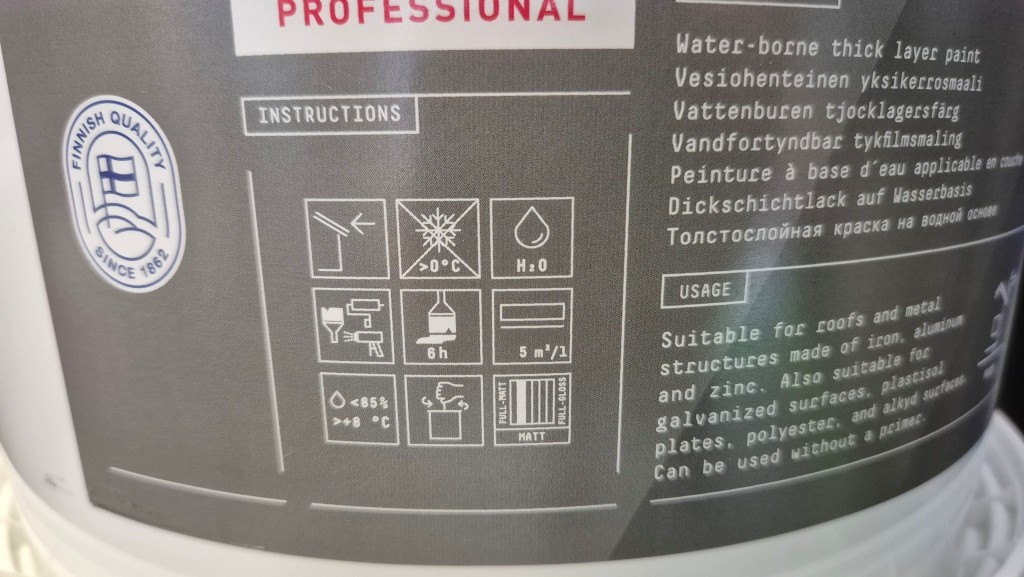 PROFESSIONAL
FINNISH QUALITY
SINCE 1862
INSTRUCTIONS
>0°C
H₂O
6h
5 m²/l
<85%
>+8 °C
FULL-MATT
FULL-GLOSS
MATT
Water-borne thick layer paint
Vesiohenteinen yksikerrosmaali
Vattenburen tjocklagersfärg
Vandfortyndbar tykfilmsmaling
Peinture à base d´eau applicable en couche
Dickschichtlack auf Wasserbasis
Толстослойная краска на водной основе
USAGE
Suitable for roofs and metal
structures made of iron, aluminum
and zinc. Also suitable for
galvanized surfaces, plastisol
plates, polyester, and alkyd surfaces.
Can be used without a primer.